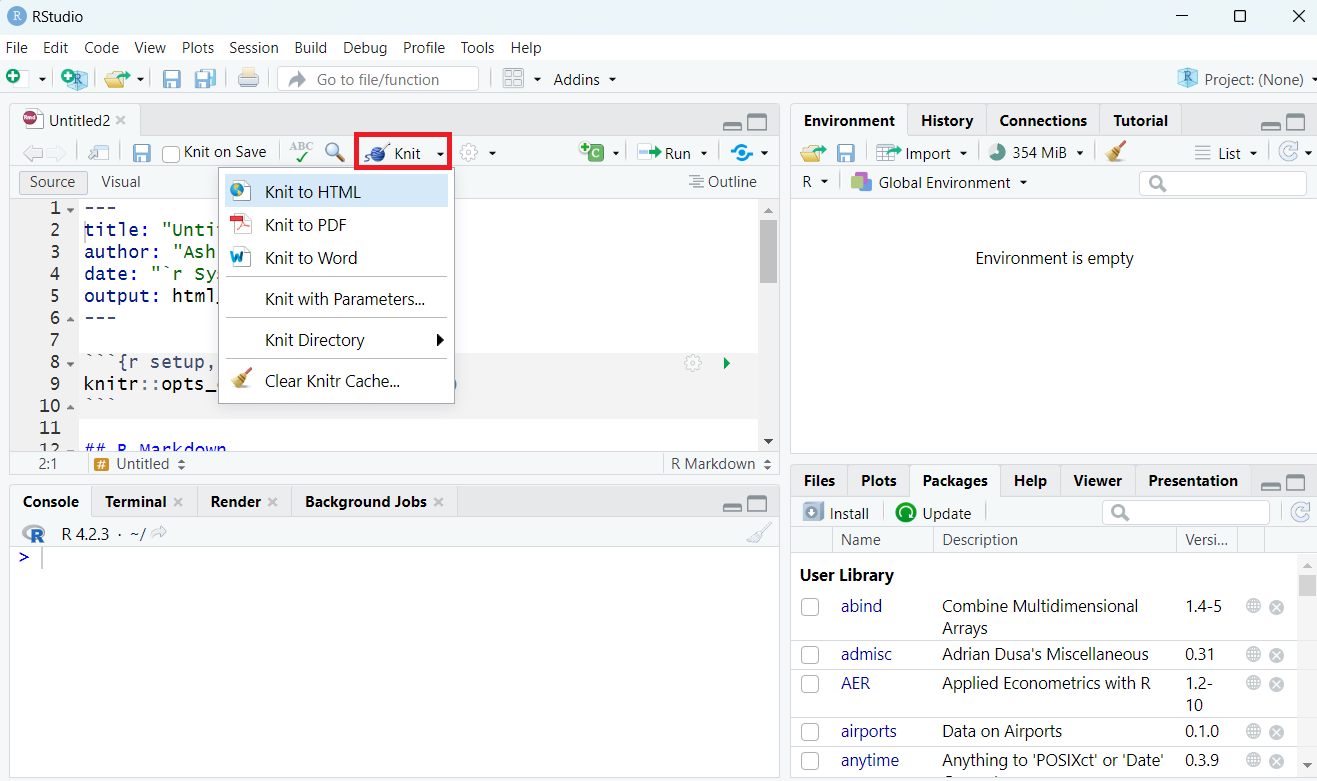 RStudio
File Edit Code View Plots Session Build Debug Profile Tools Help
Go to file/function Addins Project: (None)
Untitled2
Knit on Save ABC Knit Run
Source Visual Outline
Knit to HTML
Knit to PDF
Knit to Word
Knit with Parameters...
Knit Directory
Clear Knitr Cache...
1 ---
2 title: "Unti
3 author: "Ash
4 date: "`r Sys
5 output: html_
6 ---
7
8 ```{r setup,
9 knitr::opts_
10 ```
11
12 ## R Markdown
2:1 # Untitled R Markdown
Console Terminal Render Background Jobs
R 4.2.3 · ~/
>
Environment History Connections Tutorial
Import 354 MiB List
R Global Environment
Environment is empty
Files Plots Packages Help Viewer Presentation
Install Update
Name Description Versi...
User Library
abind Combine Multidimensional 1.4-5
Arrays
admisc Adrian Dusa's Miscellaneous 0.31
AER Applied Econometrics with R 1.2-
10
airports Data on Airports 0.1.0
anytime Anything to 'POSIXct' or 'Date' 0.3.9